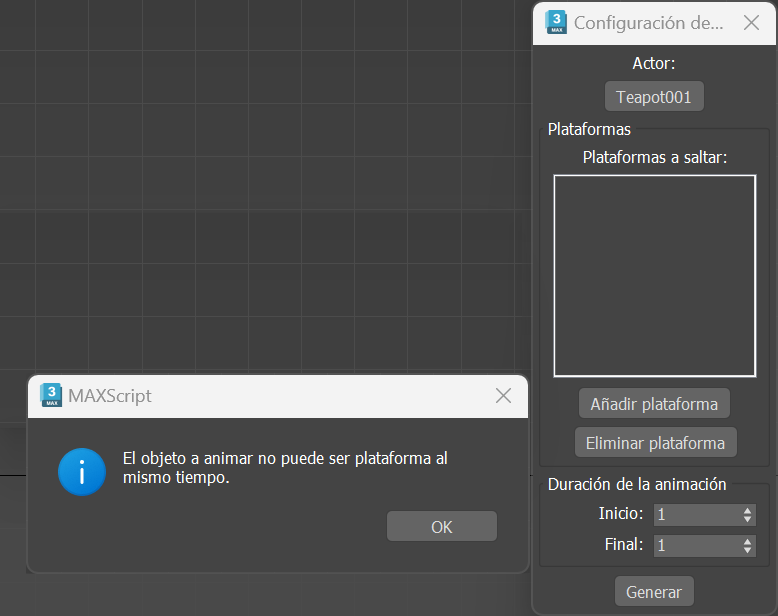 3
MAX
Configuración de...
Actor:
Teapot001
Plataformas
Plataformas a saltar:
Añadir plataforma
Eliminar plataforma
Duración de la animación
Inicio: 1
Final: 1
Generar
3
MAX
MAXScript
i
El objeto a animar no puede ser plataforma al
mismo tiempo.
OK